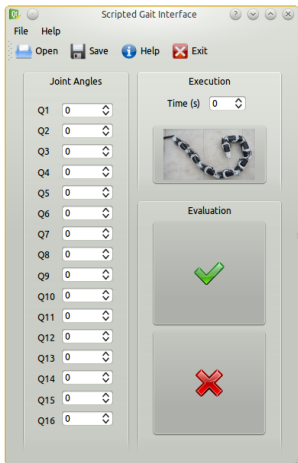 Scripted Gait Interface
File Help
Open Save Help Exit
Joint Angles
Q1 0
Q2 0
Q3 0
Q4 0
Q5 0
Q6 0
Q7 0
Q8 0
Q9 0
Q10 0
Q11 0
Q12 0
Q13 0
Q14 0
Q15 0
Q16 0
Execution
Time (s) 0
Evaluation